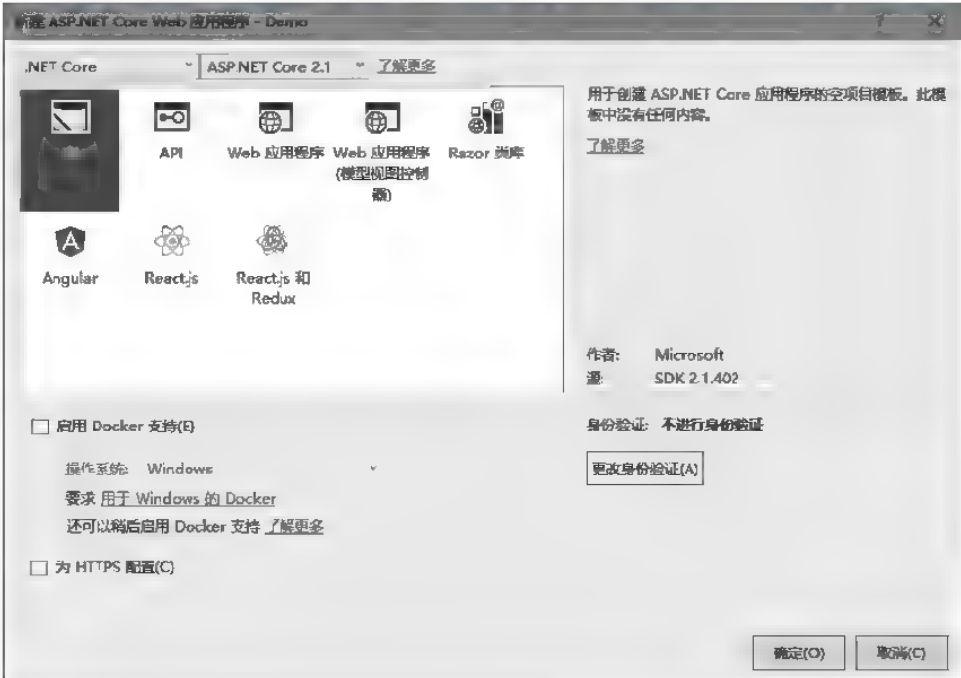 新建 ASP.NET Core Web 应用程序 - Demo
? ×
.NET Core ASP.NET Core 2.1 了解更多
API
Web 应用程序
Web 应用程序
(模型视图控制
器)
Razor 类库
Angular
React.js
React.js 和
Redux
用于创建 ASP.NET Core 应用程序的空项目模板。此模
板中没有任何内容。
了解更多
作者: Microsoft
源: SDK 2.1.402
身份验证: 不进行身份验证
更改身份验证(A)
启用 Docker 支持(E)
操作系统: Windows
要求 用于 Windows 的 Docker
还可以稍后启用 Docker 支持 了解更多
为 HTTPS 配置(C)
确定(O) 取消(C)